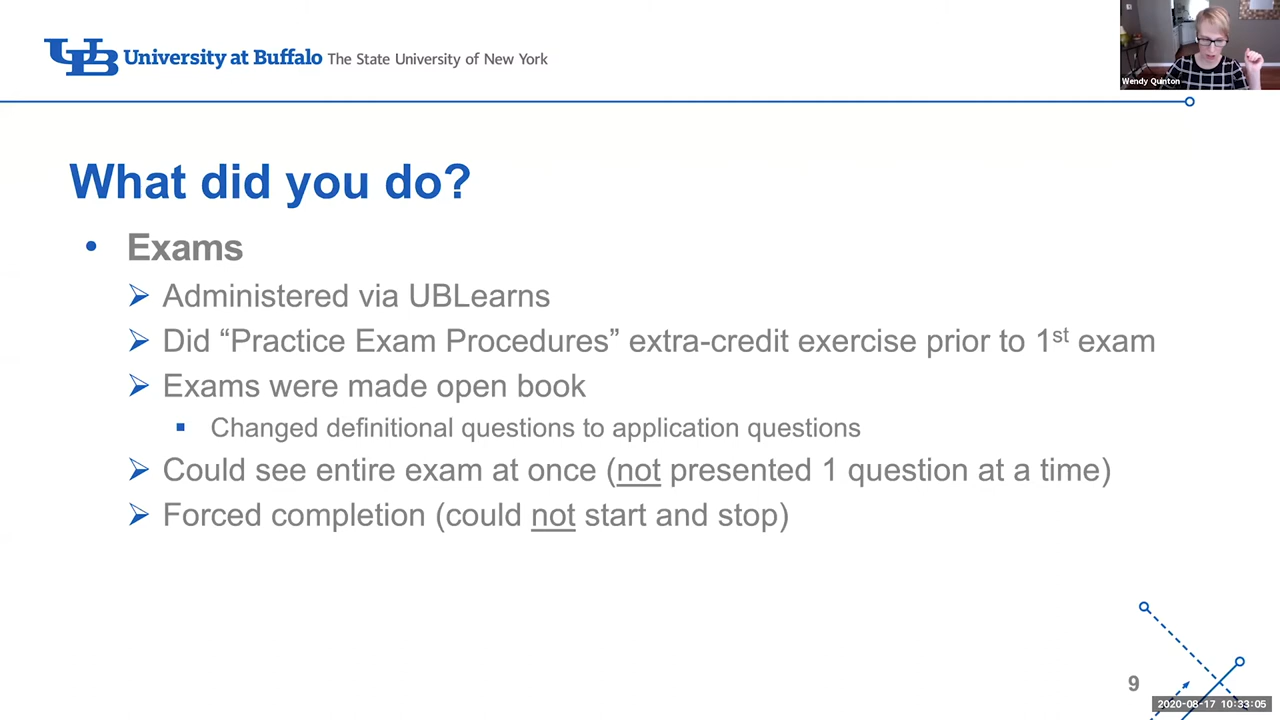 UB University at Buffalo The State University of New York
Wendy Quinton
What did you do?
• Exams
➢ Administered via UBLearns
➢ Did “Practice Exam Procedures” extra-credit exercise prior to 1st exam
➢ Exams were made open book
▪ Changed definitional questions to application questions
➢ Could see entire exam at once (not presented 1 question at a time)
➢ Forced completion (could not start and stop)
9
2020-08-17 10:33:05